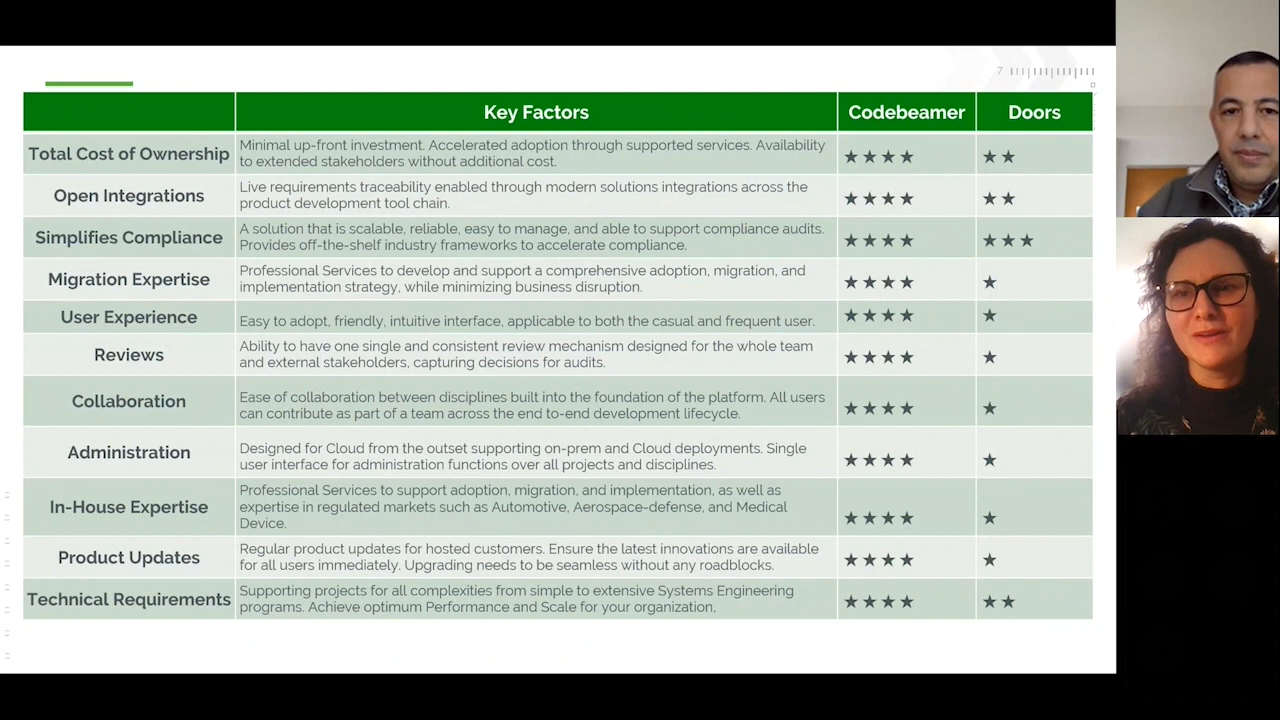 7
Key Factors Codebeamer Doors
Total Cost of Ownership
Minimal up-front investment. Accelerated adoption through supported services. Availability
to extended stakeholders without additional cost.
★★★★ ★★
Open Integrations
Live requirements traceability enabled through modern solutions integrations across the
product development tool chain.
★★★★ ★★
Simplifies Compliance
A solution that is scalable, reliable, easy to manage, and able to support compliance audits.
Provides off-the-shelf industry frameworks to accelerate compliance.
★★★★ ★★★
Migration Expertise
Professional Services to develop and support a comprehensive adoption, migration, and
implementation strategy, while minimizing business disruption.
★★★★ ★
User Experience
Easy to adopt, friendly, intuitive interface, applicable to both the casual and frequent user.
★★★★ ★
Reviews
Ability to have one single and consistent review mechanism designed for the whole team
and external stakeholders, capturing decisions for audits.
★★★★ ★
Collaboration
Ease of collaboration between disciplines built into the foundation of the platform. All users
can contribute as part of a team across the end to-end development lifecycle.
★★★★ ★
Administration
Designed for Cloud from the outset supporting on-prem and Cloud deployments. Single
user interface for administration functions over all projects and disciplines.
★★★★ ★
In-House Expertise
Professional Services to support adoption, migration, and implementation, as well as
expertise in regulated markets such as Automotive, Aerospace-defense, and Medical
Device.
★★★★ ★
Product Updates
Regular product updates for hosted customers. Ensure the latest innovations are available
for all users immediately. Upgrading needs to be seamless without any roadblocks.
★★★★ ★
Technical Requirements
Supporting projects for all complexities from simple to extensive Systems Engineering
programs. Achieve optimum Performance and Scale for your organization,
★★★★ ★★